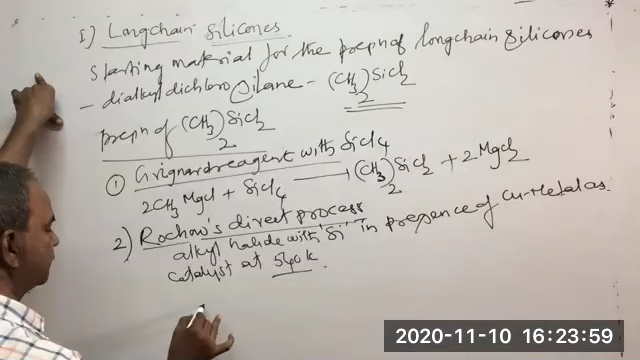 I) Longchain silicones
Starting material for the prepn of longchain silicones
- dialkyl dichloro silane - (CH3)2SiCl2
prepn of (CH3)2SiCl2
① Grignard reagent with SiCl4
2CH3MgCl + SiCl4 ⟶ (CH3)2SiCl2 + 2MgCl2
2) Rochow's direct process
alkyl halide with 'Si' in presence of Cu-metal as
catalyst at 540k.
2020-11-10 16:23:59